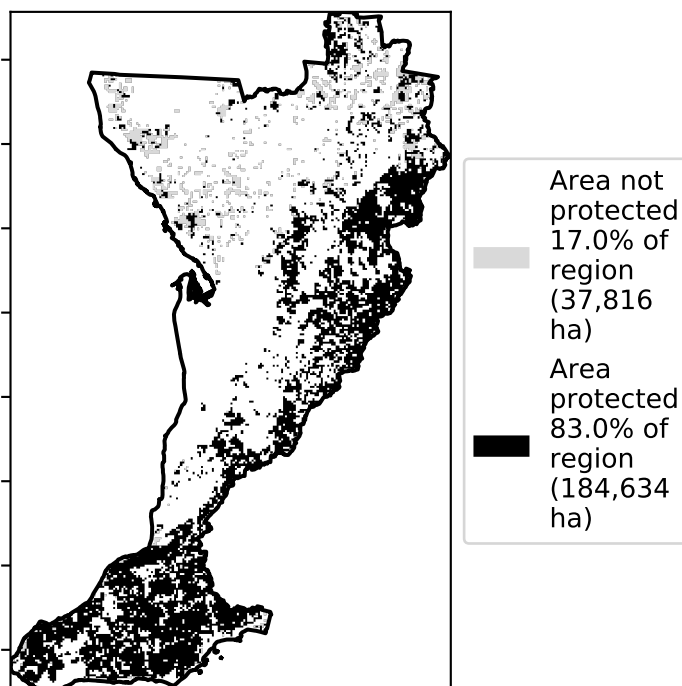 Area not
protected
17.0% of
region
(37,816
ha)
Area
protected
83.0% of
region
(184,634
ha)